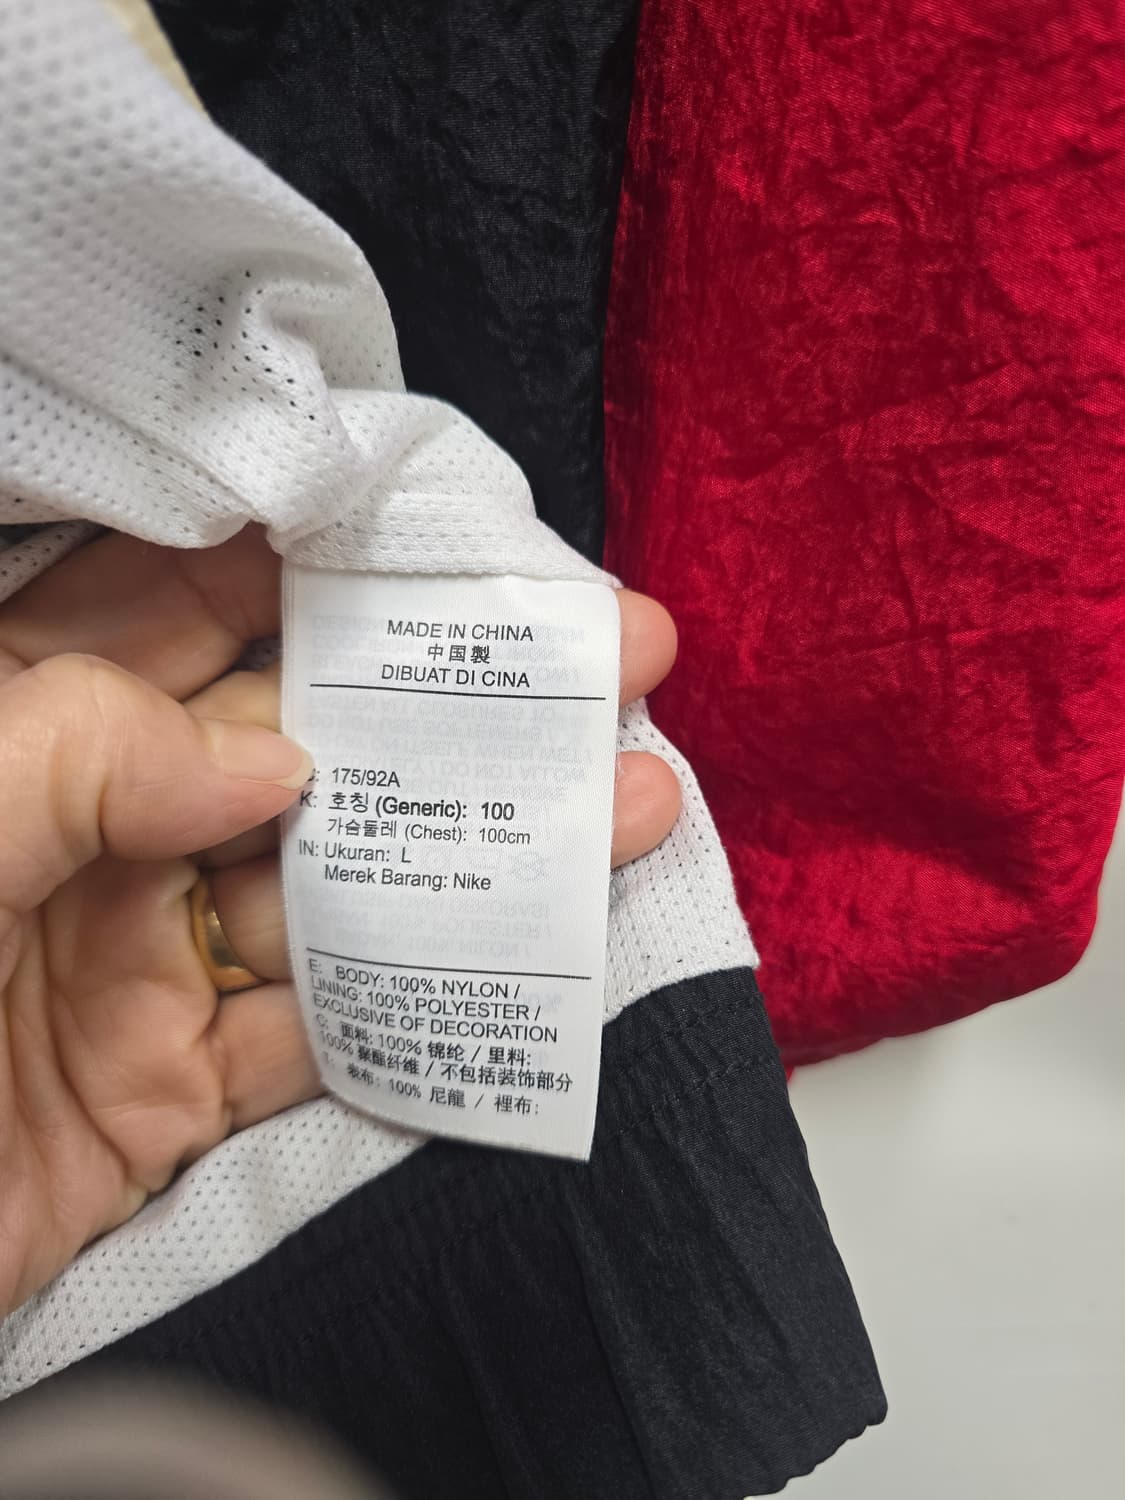 MADE IN CHINA
中国製
DIBUAT DI CINA
: 175/92A
K: 호칭 (Generic): 100
가슴둘레 (Chest): 100cm
IN: Ukuran: L
Merek Barang: Nike
E: BODY: 100% NYLON /
LINING: 100% POLYESTER /
EXCLUSIVE OF DECORATION
C: 面料: 100% 锦纶 / 里料:
100% 聚酯纤维 / 不包括装饰部分
表布: 100% 尼龍 / 裡布: